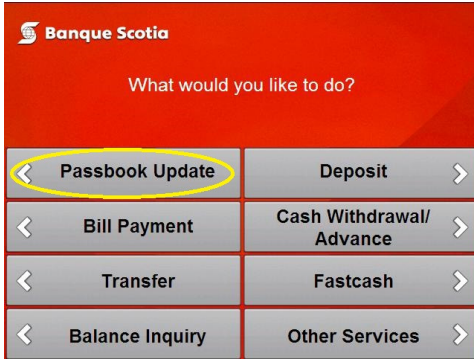 Banque Scotia
What would you like to do?
Passbook Update
Deposit
Bill Payment
Cash Withdrawal/
Advance
Transfer
Fastcash
Balance Inquiry
Other Services